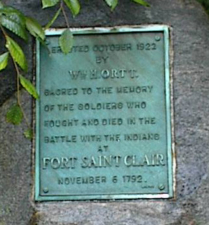 ERECTED OCTOBER 1922
BY
WM. H. ORTT.
SACRED TO THE MEMORY
OF THE SOLDIERS WHO
FOUGHT AND DIED IN THE
BATTLE WITH THE INDIANS
AT
FORT SAINT CLAIR
NOVEMBER 6 1792.